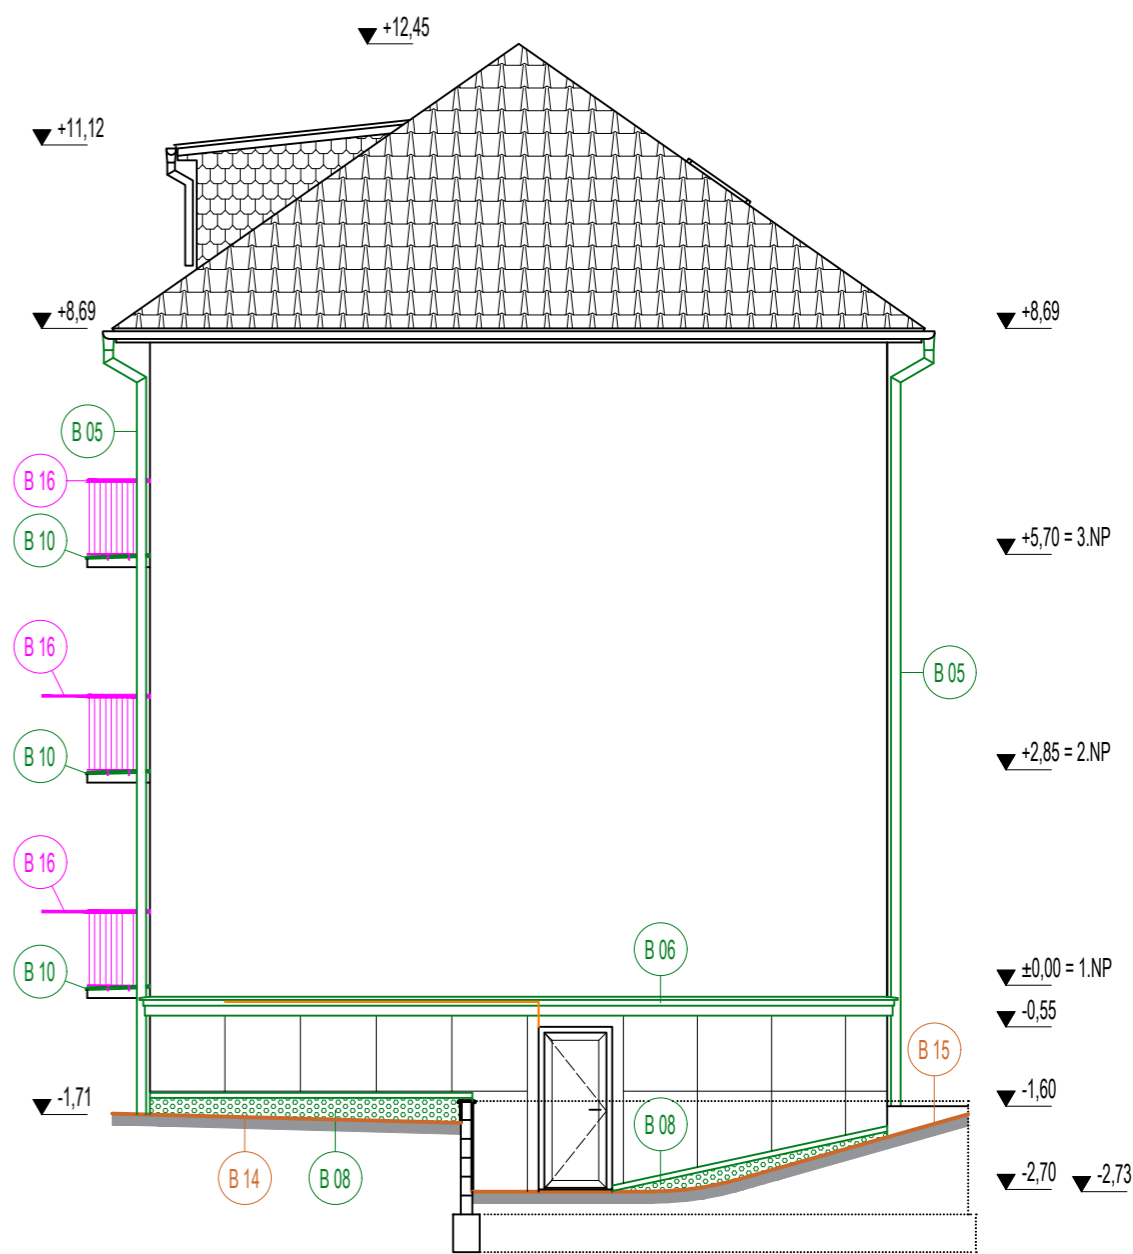 +12,45
+11,12
+8,69
+8,69
B 05
B 16
B 10
+5,70 = 3.NP
B 16
B 05
B 10
+2,85 = 2.NP
B 16
B 06
B 10
±0,00 = 1.NP
-0,55
B 15
-1,71
-1,60
B 08
B 14
B 08
-2,70
-2,73